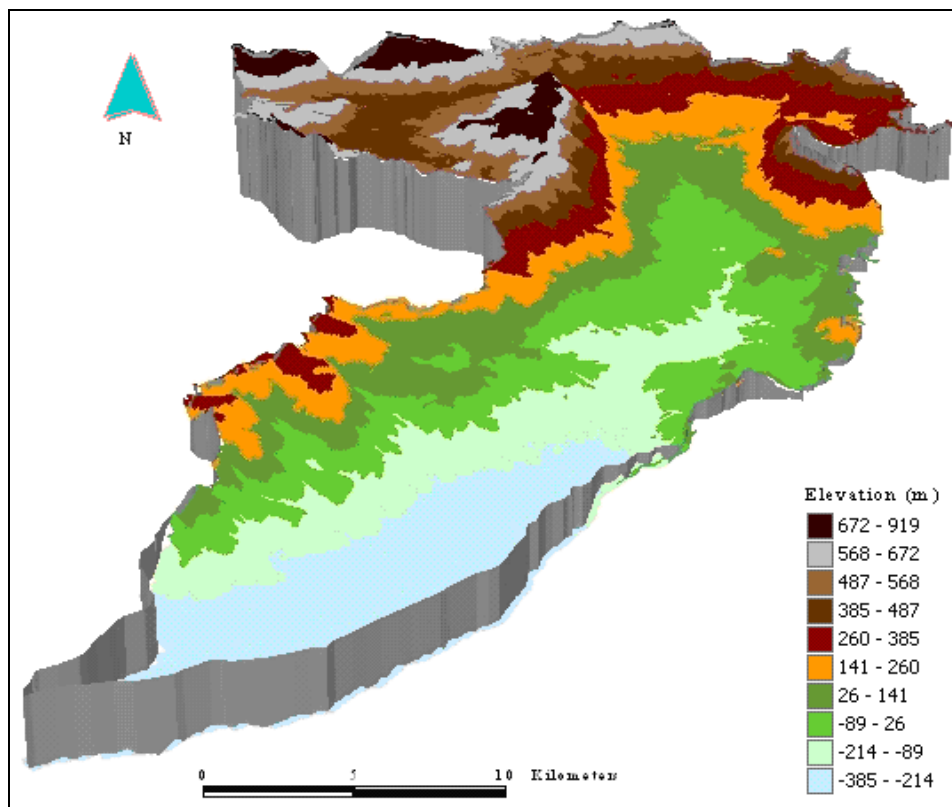 N
Elevation (m)
672 - 919
568 - 672
487 - 568
385 - 487
260 - 385
141 - 260
26 - 141
-89 - 26
-214 - -89
-385 - -214
0 5 10 Kilometers